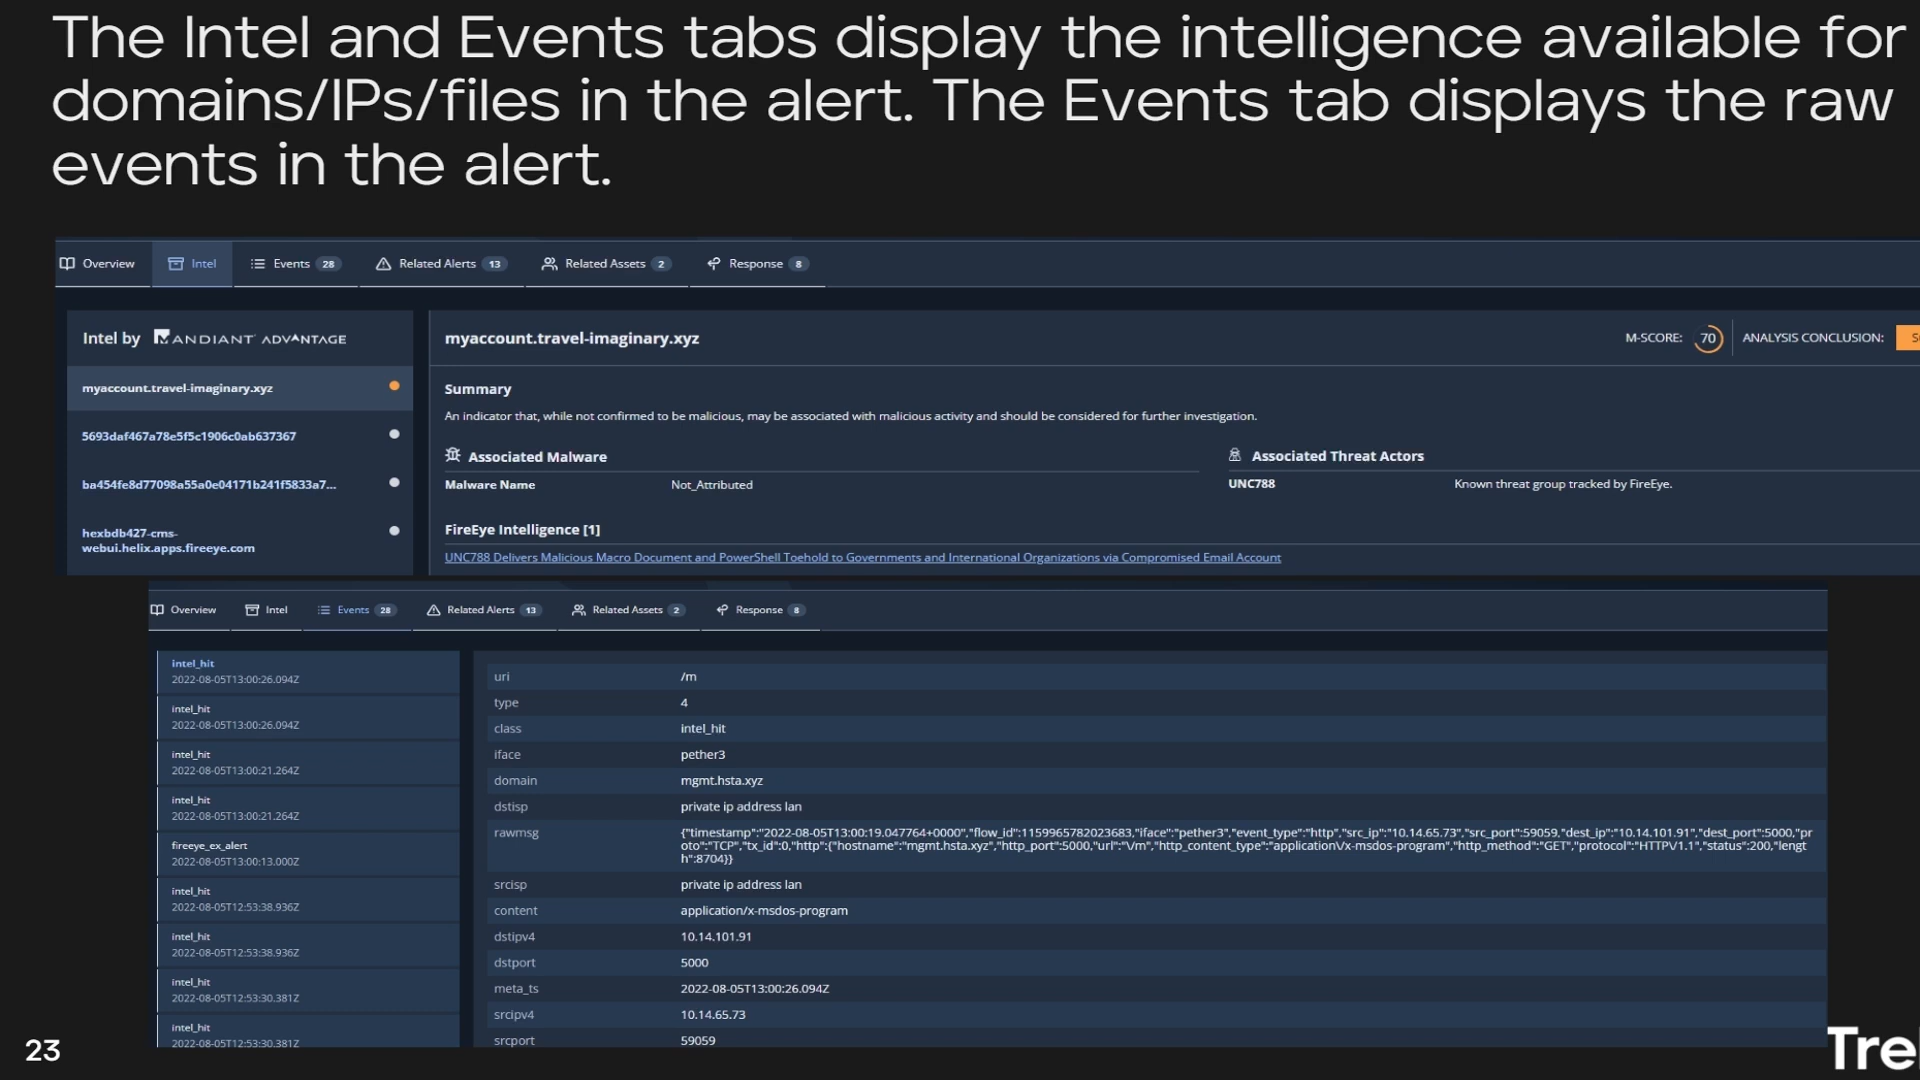 The Intel and Events tabs display the intelligence available for
domains/IPs/files in the alert. The Events tab displays the raw
events in the alert.
Overview Intel Events 28 Related Alerts 13 Related Assets 2 Response 8
Intel by MANDIANT ADVANTAGE
myaccount.travel-imaginary.xyz
5693daf467a78e5f5c1906c0ab637367
ba454fe8d77098a55a0e04171b241f5833a7...
hexbdb427-cms-
webui.helix.apps.fireeye.com
myaccount.travel-imaginary.xyz M-SCORE: 70 ANALYSIS CONCLUSION:
Summary
An indicator that, while not confirmed to be malicious, may be associated with malicious activity and should be considered for further investigation.
Associated Malware
Malware Name Not_Attributed
Associated Threat Actors
UNC788 Known threat group tracked by FireEye.
FireEye Intelligence [1]
UNC788 Delivers Malicious Macro Document and PowerShell Toehold to Governments and International Organizations via Compromised Email Account
Overview Intel Events 28 Related Alerts 13 Related Assets 2 Response 8
intel_hit
2022-08-05T13:00:26.094Z
intel_hit
2022-08-05T13:00:26.094Z
intel_hit
2022-08-05T13:00:21.264Z
intel_hit
2022-08-05T13:00:21.264Z
fireeye_ex_alert
2022-08-05T13:00:13.000Z
intel_hit
2022-08-05T12:53:38.936Z
intel_hit
2022-08-05T12:53:38.936Z
intel_hit
2022-08-05T12:53:30.381Z
intel_hit
2022-08-05T12:53:30.381Z
uri /m
type 4
class intel_hit
iface pether3
domain mgmt.hsta.xyz
dstisp private ip address lan
rawmsg {"timestamp":"2022-08-05T13:00:19.047764+0000","flow_id":1159965782023683,"iface":"pether3","event_type":"http","src_ip":"10.14.65.73","src_port":59059,"dest_ip":"10.14.101.91","dest_port":5000,"pr
oto":"TCP","tx_id":0,"http":{"hostname":"mgmt.hsta.xyz","http_port":5000,"url":"\/m","http_content_type":"application\/x-msdos-program","http_method":"GET","protocol":"HTTP\/1.1","status":200,"lengt
h":8704}}
srcisp private ip address lan
content application/x-msdos-program
dstipv4 10.14.101.91
dstport 5000
meta_ts 2022-08-05T13:00:26.094Z
srcipv4 10.14.65.73
srcport 59059
23
Tre